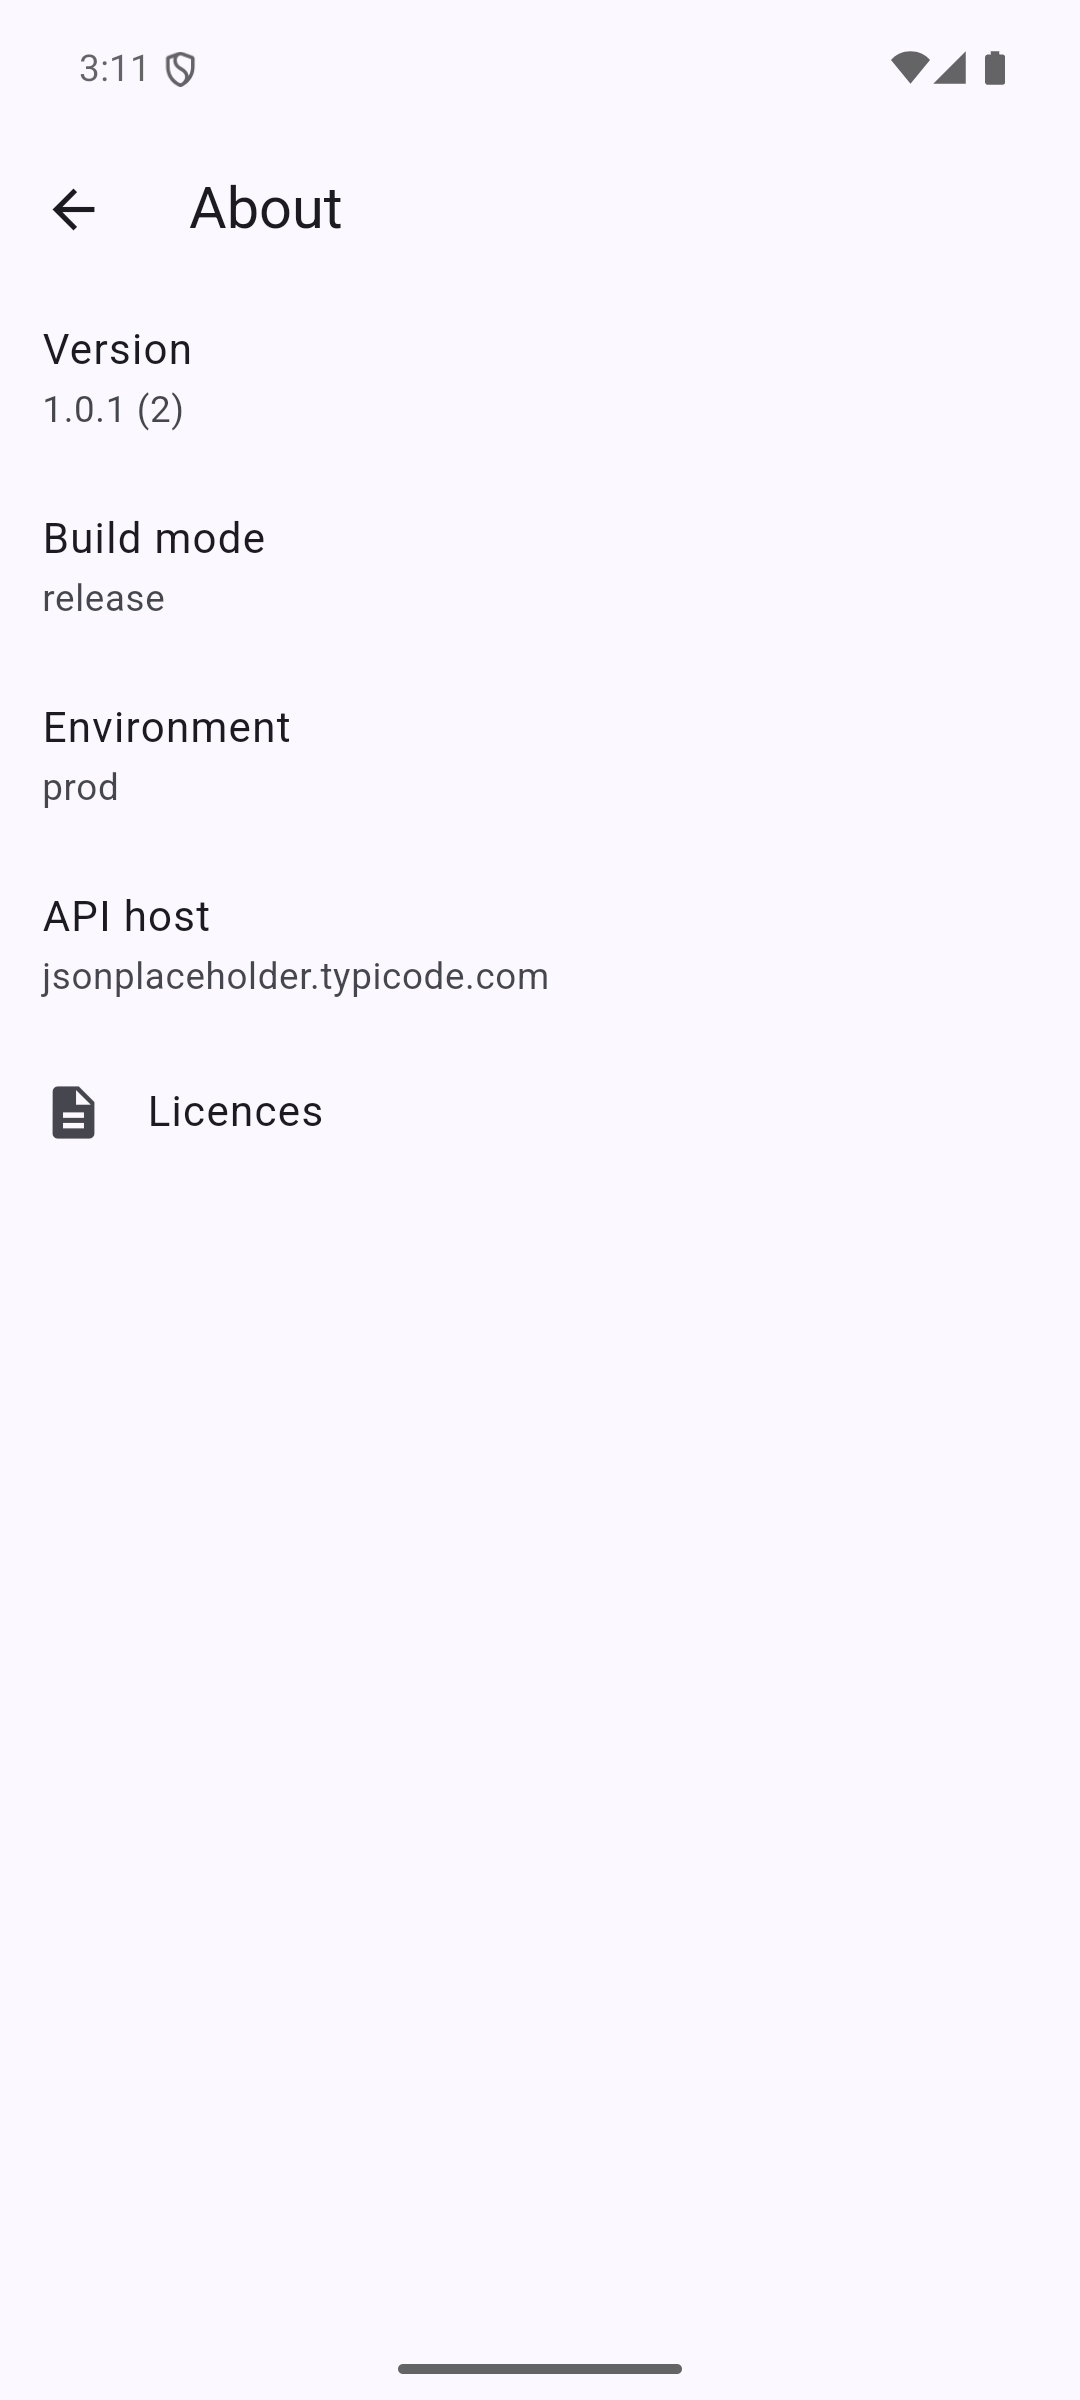 3:11
About
Version
1.0.1 (2)
Build mode
release
Environment
prod
API host
jsonplaceholder.typicode.com
Licences